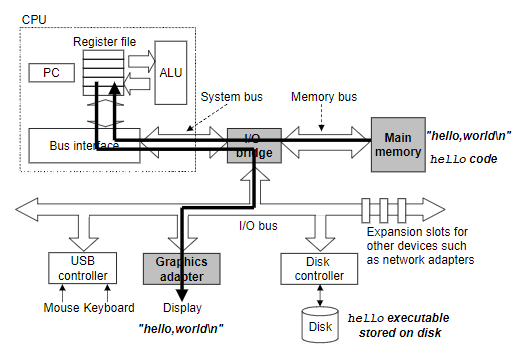 CPU
Register file
PC
ALU
System bus
Memory bus
Bus interface
I/O
bridge
Main
memory
"hello,world\n"
hello code
I/O bus
Expansion slots for
other devices such
as network adapters
USB
controller
Graphics
adapter
Disk
controller
Mouse Keyboard
Display
"hello,world\n"
Disk
hello executable
stored on disk